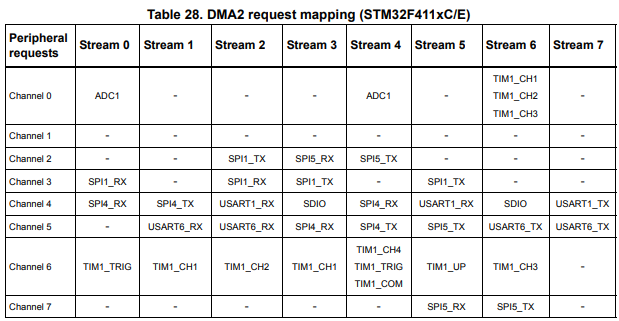 Table 28. DMA2 request mapping (STM32F411xC/E)
Peripheral requests Stream 0 Stream 1 Stream 2 Stream 3 Stream 4 Stream 5 Stream 6 Stream 7
Channel 0 ADC1 - - - ADC1 - TIM1_CH1 TIM1_CH2 TIM1_CH3 -
Channel 1 - - - - - - - -
Channel 2 - - SPI1_TX SPI5_RX SPI5_TX - - -
Channel 3 SPI1_RX - SPI1_RX SPI1_TX - SPI1_TX - -
Channel 4 SPI4_RX SPI4_TX USART1_RX SDIO SPI4_RX USART1_RX SDIO USART1_TX
Channel 5 - USART6_RX USART6_RX SPI4_RX SPI4_TX SPI5_TX USART6_TX USART6_TX
Channel 6 TIM1_TRIG TIM1_CH1 TIM1_CH2 TIM1_CH1 TIM1_CH4 TIM1_TRIG TIM1_COM TIM1_UP TIM1_CH3 -
Channel 7 - - - - - SPI5_RX SPI5_TX -